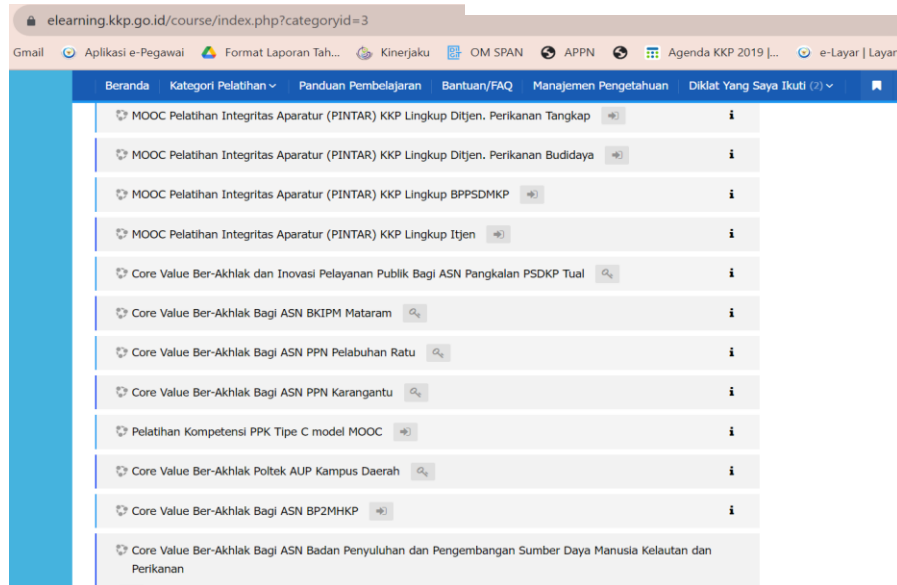 elearning.kkp.go.id/course/index.php?categoryid=3
Gmail Aplikasi e-Pegawai Format Laporan Tah... Kinerjaku OM SPAN APPN Agenda KKP 2019 |... e-Layar | Layar
Beranda Kategori Pelatihan Panduan Pembelajaran Bantuan/FAQ Manajemen Pengetahuan Diklat Yang Saya Ikuti (2)
MOOC Pelatihan Integritas Aparatur (PINTAR) KKP Lingkup Ditjen. Perikanan Tangkap
MOOC Pelatihan Integritas Aparatur (PINTAR) KKP Lingkup Ditjen. Perikanan Budidaya
MOOC Pelatihan Integritas Aparatur (PINTAR) KKP Lingkup BPPSDMKP
MOOC Pelatihan Integritas Aparatur (PINTAR) KKP Lingkup Itjen
Core Value Ber-Akhlak dan Inovasi Pelayanan Publik Bagi ASN Pangkalan PSDKP Tual
Core Value Ber-Akhlak Bagi ASN BKIPM Mataram
Core Value Ber-Akhlak Bagi ASN PPN Pelabuhan Ratu
Core Value Ber-Akhlak Bagi ASN PPN Karangantu
Pelatihan Kompetensi PPK Tipe C model MOOC
Core Value Ber-Akhlak Poltek AUP Kampus Daerah
Core Value Ber-Akhlak Bagi ASN BP2MHKP
Core Value Ber-Akhlak Bagi ASN Badan Penyuluhan dan Pengembangan Sumber Daya Manusia Kelautan dan
Perikanan